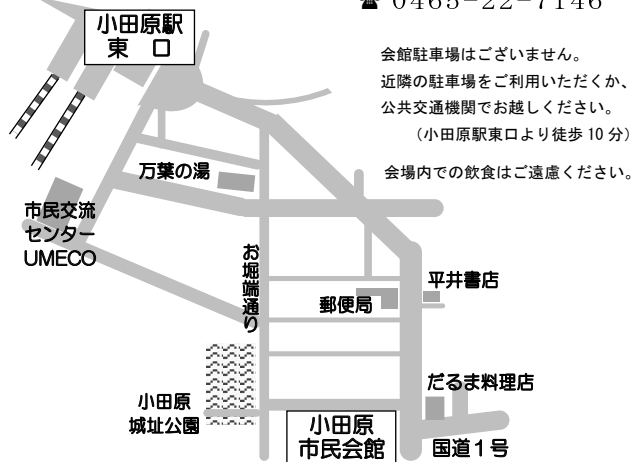 ☎ 0465-22-7146
小田原駅
東 口
会館駐車場はございません。
近隣の駐車場をご利用いただくか、
公共交通機関でお越しください。
（小田原駅東口より徒歩 10 分）
会場内での飲食はご遠慮ください。
万葉の湯
市民交流
センター
UMECO
お堀端通り
平井書店
郵便局
だるま料理店
小田原
城址公園
小田原
市民会館
国道１号